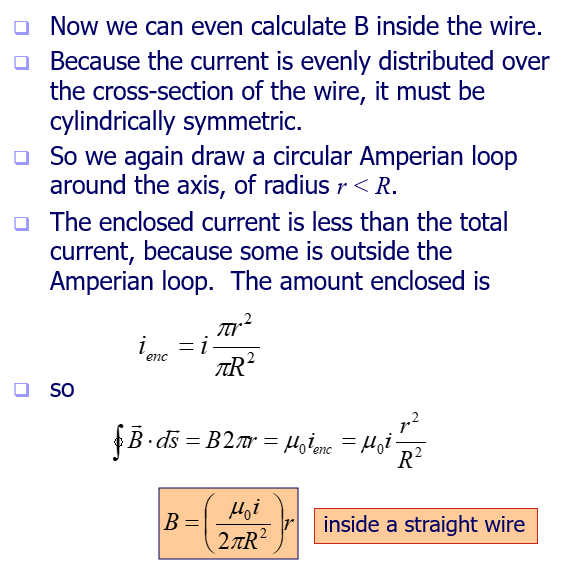 Now we can even calculate B inside the wire.
Because the current is evenly distributed over
the cross-section of the wire, it must be
cylindrically symmetric.
So we again draw a circular Amperian loop
around the axis, of radius r < R.
The enclosed current is less than the total
current, because some is outside the
Amperian loop.  The amount enclosed is
i_{enc} = i \frac{\pi r^2}{\pi R^2}
so
\oint \vec{B} \cdot d\vec{s} = B2\pi r = \mu_0 i_{enc} = \mu_0 i \frac{r^2}{R^2}
B = \left( \frac{\mu_0 i}{2\pi R^2} \right) r
inside a straight wire